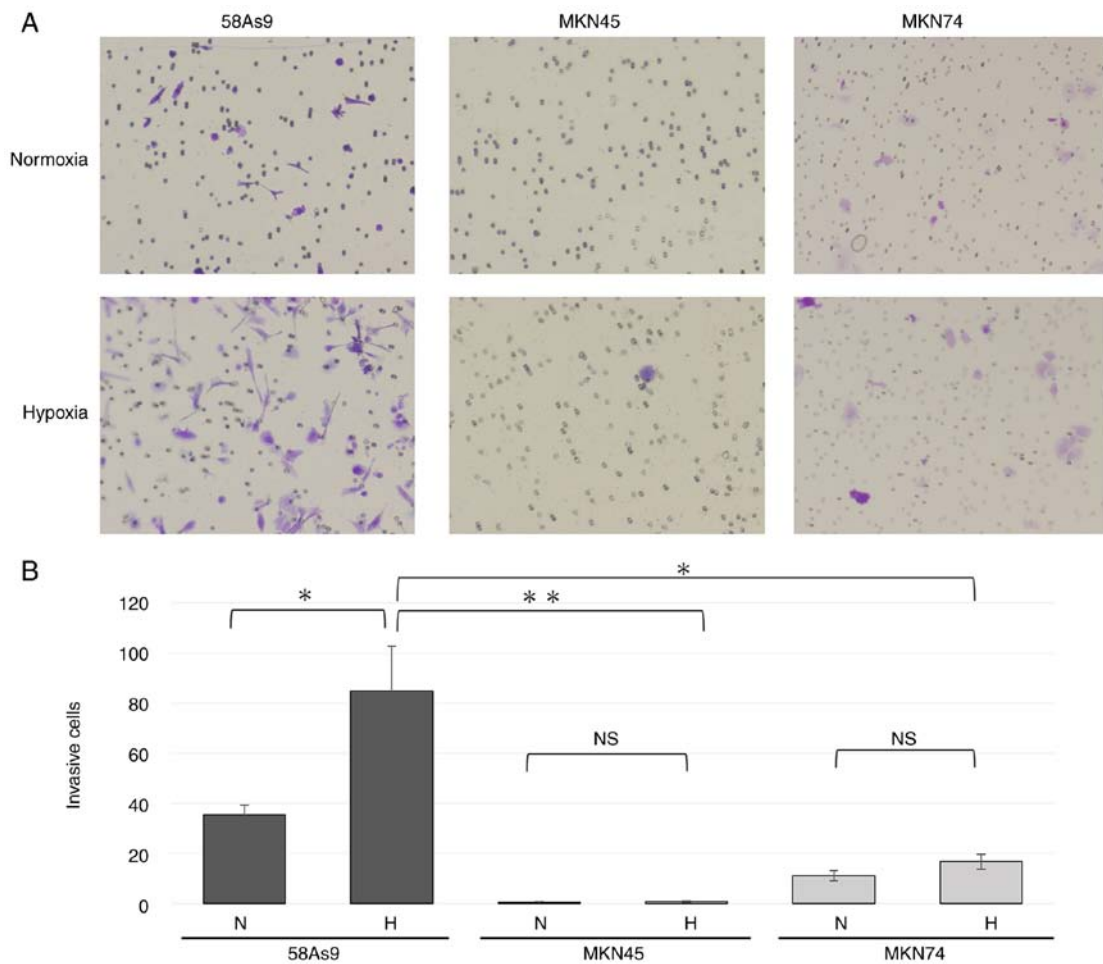 A
58As9 MKN45 MKN74
Normoxia
Hypoxia
B
*
* *
*
120
100
80
60
40
20
0
Invasive cells
NS
NS
N H N H N H
58As9 MKN45 MKN74